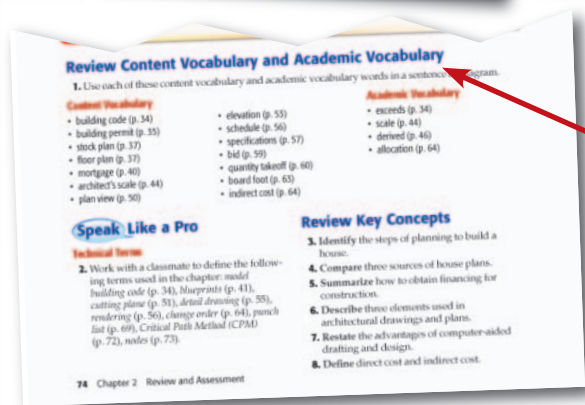 Review Content Vocabulary and Academic Vocabulary
1. Use each of these content vocabulary and academic vocabulary words in a sentence diagram.
Content Vocabulary
• building code (p. 34)
• building permit (p. 35)
• stock plan (p. 37)
• floor plan (p. 37)
• mortgage (p. 40)
• architect's scale (p. 44)
• plan view (p. 50)
• elevation (p. 53)
• schedule (p. 56)
• specifications (p. 57)
• bid (p. 59)
• quantity takeoff (p. 60)
• board foot (p. 63)
• indirect cost (p. 64)
Academic Vocabulary
• exceeds (p. 34)
• scale (p. 44)
• derived (p. 46)
• allocation (p. 64)
Speak Like a Pro
Technical Terms
2. Work with a classmate to define the follow-
ing terms used in the chapter: model
building code (p. 34), blueprints (p. 41),
cutting plane (p. 51), detail drawing (p. 55),
rendering (p. 56), change order (p. 64), punch
list (p. 69), Critical Path Method (CPM)
(p. 72), nodes (p. 73).
Review Key Concepts
3. Identify the steps of planning to build a
house.
4. Compare three sources of house plans.
5. Summarize how to obtain financing for
construction.
6. Describe three elements used in
architectural drawings and plans.
7. Restate the advantages of computer-aided
drafting and design.
8. Define direct cost and indirect cost.
74 Chapter 2 Review and Assessment